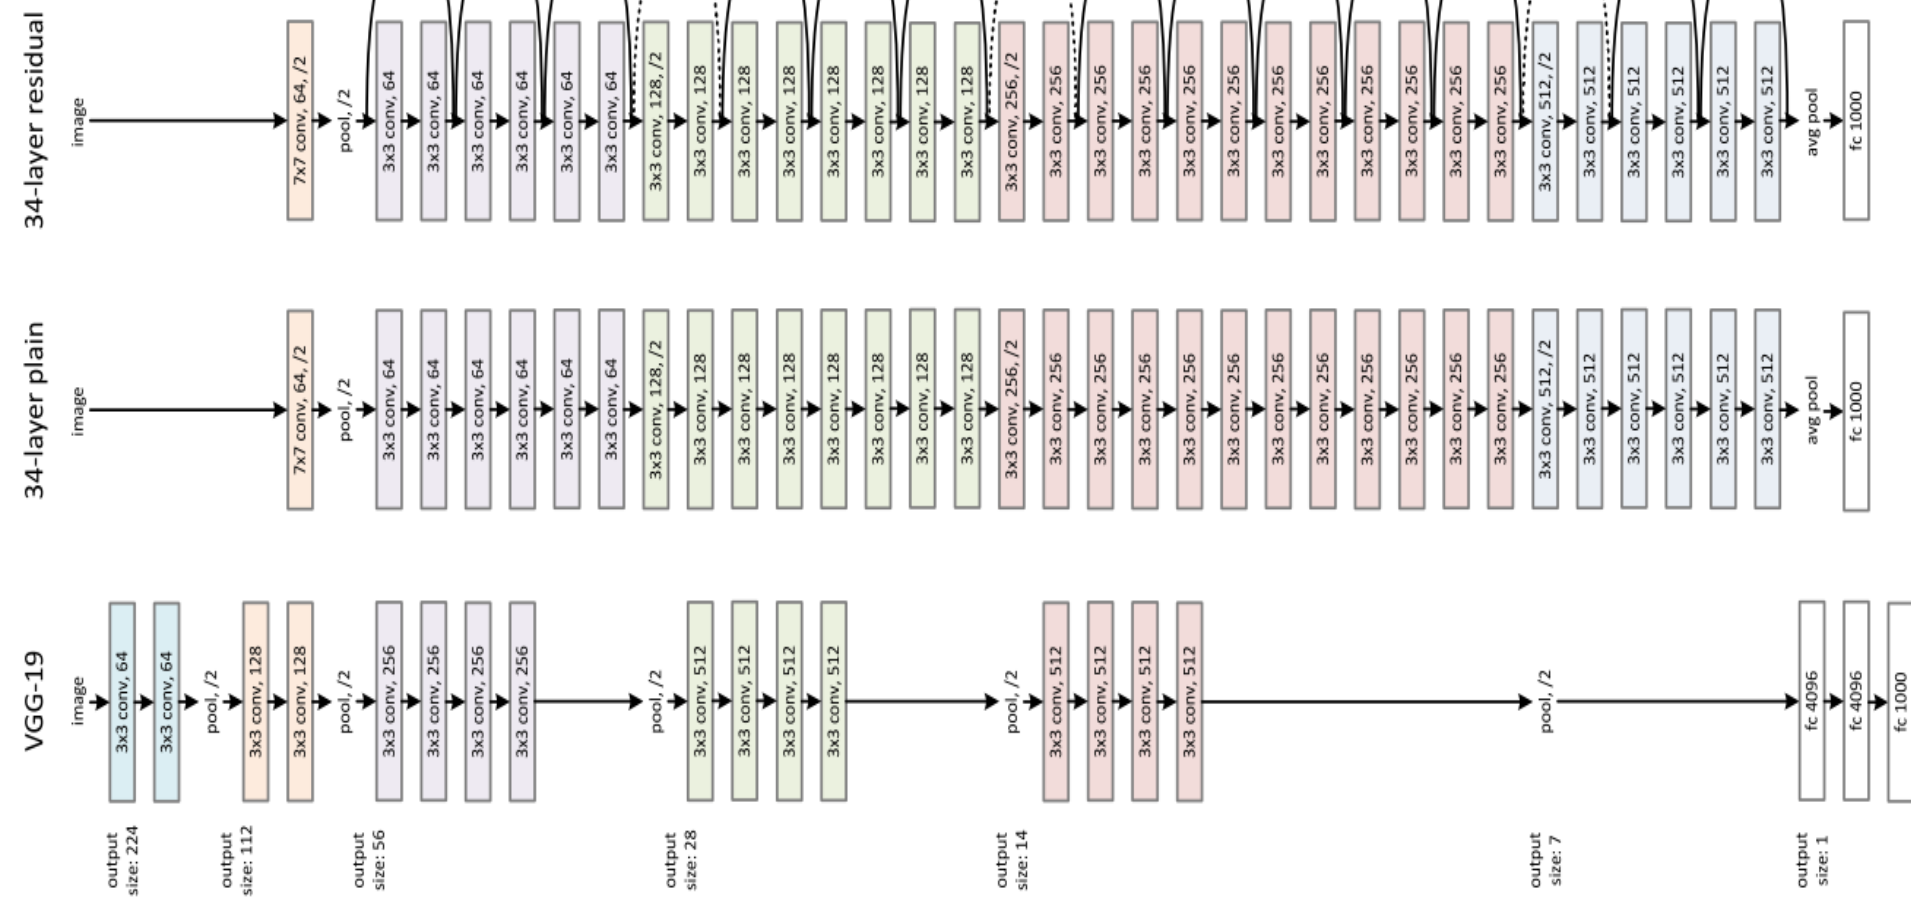 output
size: 224
output
size: 112
output
size: 56
output
size: 28
output
size: 14
output
size: 7
output
size: 1
VGG-19
image
3x3 conv, 64
3x3 conv, 64
pool, /2
3x3 conv, 128
3x3 conv, 128
pool, /2
3x3 conv, 256
3x3 conv, 256
3x3 conv, 256
3x3 conv, 256
pool, /2
3x3 conv, 512
3x3 conv, 512
3x3 conv, 512
3x3 conv, 512
pool, /2
3x3 conv, 512
3x3 conv, 512
3x3 conv, 512
3x3 conv, 512
pool, /2
fc 4096
fc 4096
fc 1000
34-layer plain
image
7x7 conv, 64, /2
pool, /2
3x3 conv, 64
3x3 conv, 64
3x3 conv, 64
3x3 conv, 64
3x3 conv, 64
3x3 conv, 64
3x3 conv, 128, /2
3x3 conv, 128
3x3 conv, 128
3x3 conv, 128
3x3 conv, 128
3x3 conv, 128
3x3 conv, 128
3x3 conv, 128
3x3 conv, 256, /2
3x3 conv, 256
3x3 conv, 256
3x3 conv, 256
3x3 conv, 256
3x3 conv, 256
3x3 conv, 256
3x3 conv, 256
3x3 conv, 256
3x3 conv, 256
3x3 conv, 256
3x3 conv, 256
3x3 conv, 512, /2
3x3 conv, 512
3x3 conv, 512
3x3 conv, 512
3x3 conv, 512
3x3 conv, 512
avg pool
fc 1000
34-layer residual
image
7x7 conv, 64, /2
pool, /2
3x3 conv, 64
3x3 conv, 64
3x3 conv, 64
3x3 conv, 64
3x3 conv, 64
3x3 conv, 64
3x3 conv, 128, /2
3x3 conv, 128
3x3 conv, 128
3x3 conv, 128
3x3 conv, 128
3x3 conv, 128
3x3 conv, 128
3x3 conv, 128
3x3 conv, 256, /2
3x3 conv, 256
3x3 conv, 256
3x3 conv, 256
3x3 conv, 256
3x3 conv, 256
3x3 conv, 256
3x3 conv, 256
3x3 conv, 256
3x3 conv, 256
3x3 conv, 256
3x3 conv, 256
3x3 conv, 512, /2
3x3 conv, 512
3x3 conv, 512
3x3 conv, 512
3x3 conv, 512
3x3 conv, 512
avg pool
fc 1000